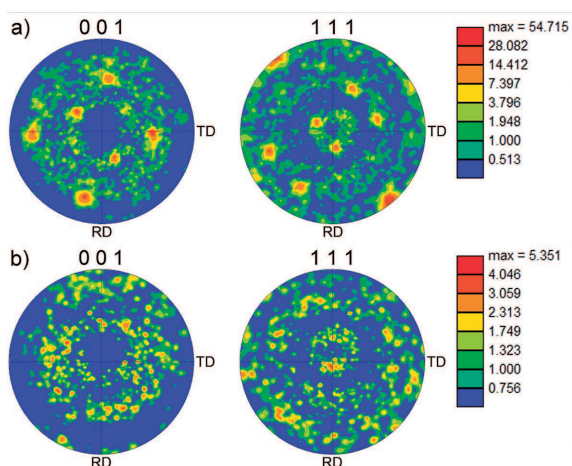 a) 0 0 1
TD
RD
1 1 1
TD
RD
max = 54.715
28.082
14.412
7.397
3.796
1.948
1.000
0.513
b) 0 0 1
TD
RD
1 1 1
TD
RD
max = 5.351
4.046
3.059
2.313
1.749
1.323
1.000
0.756